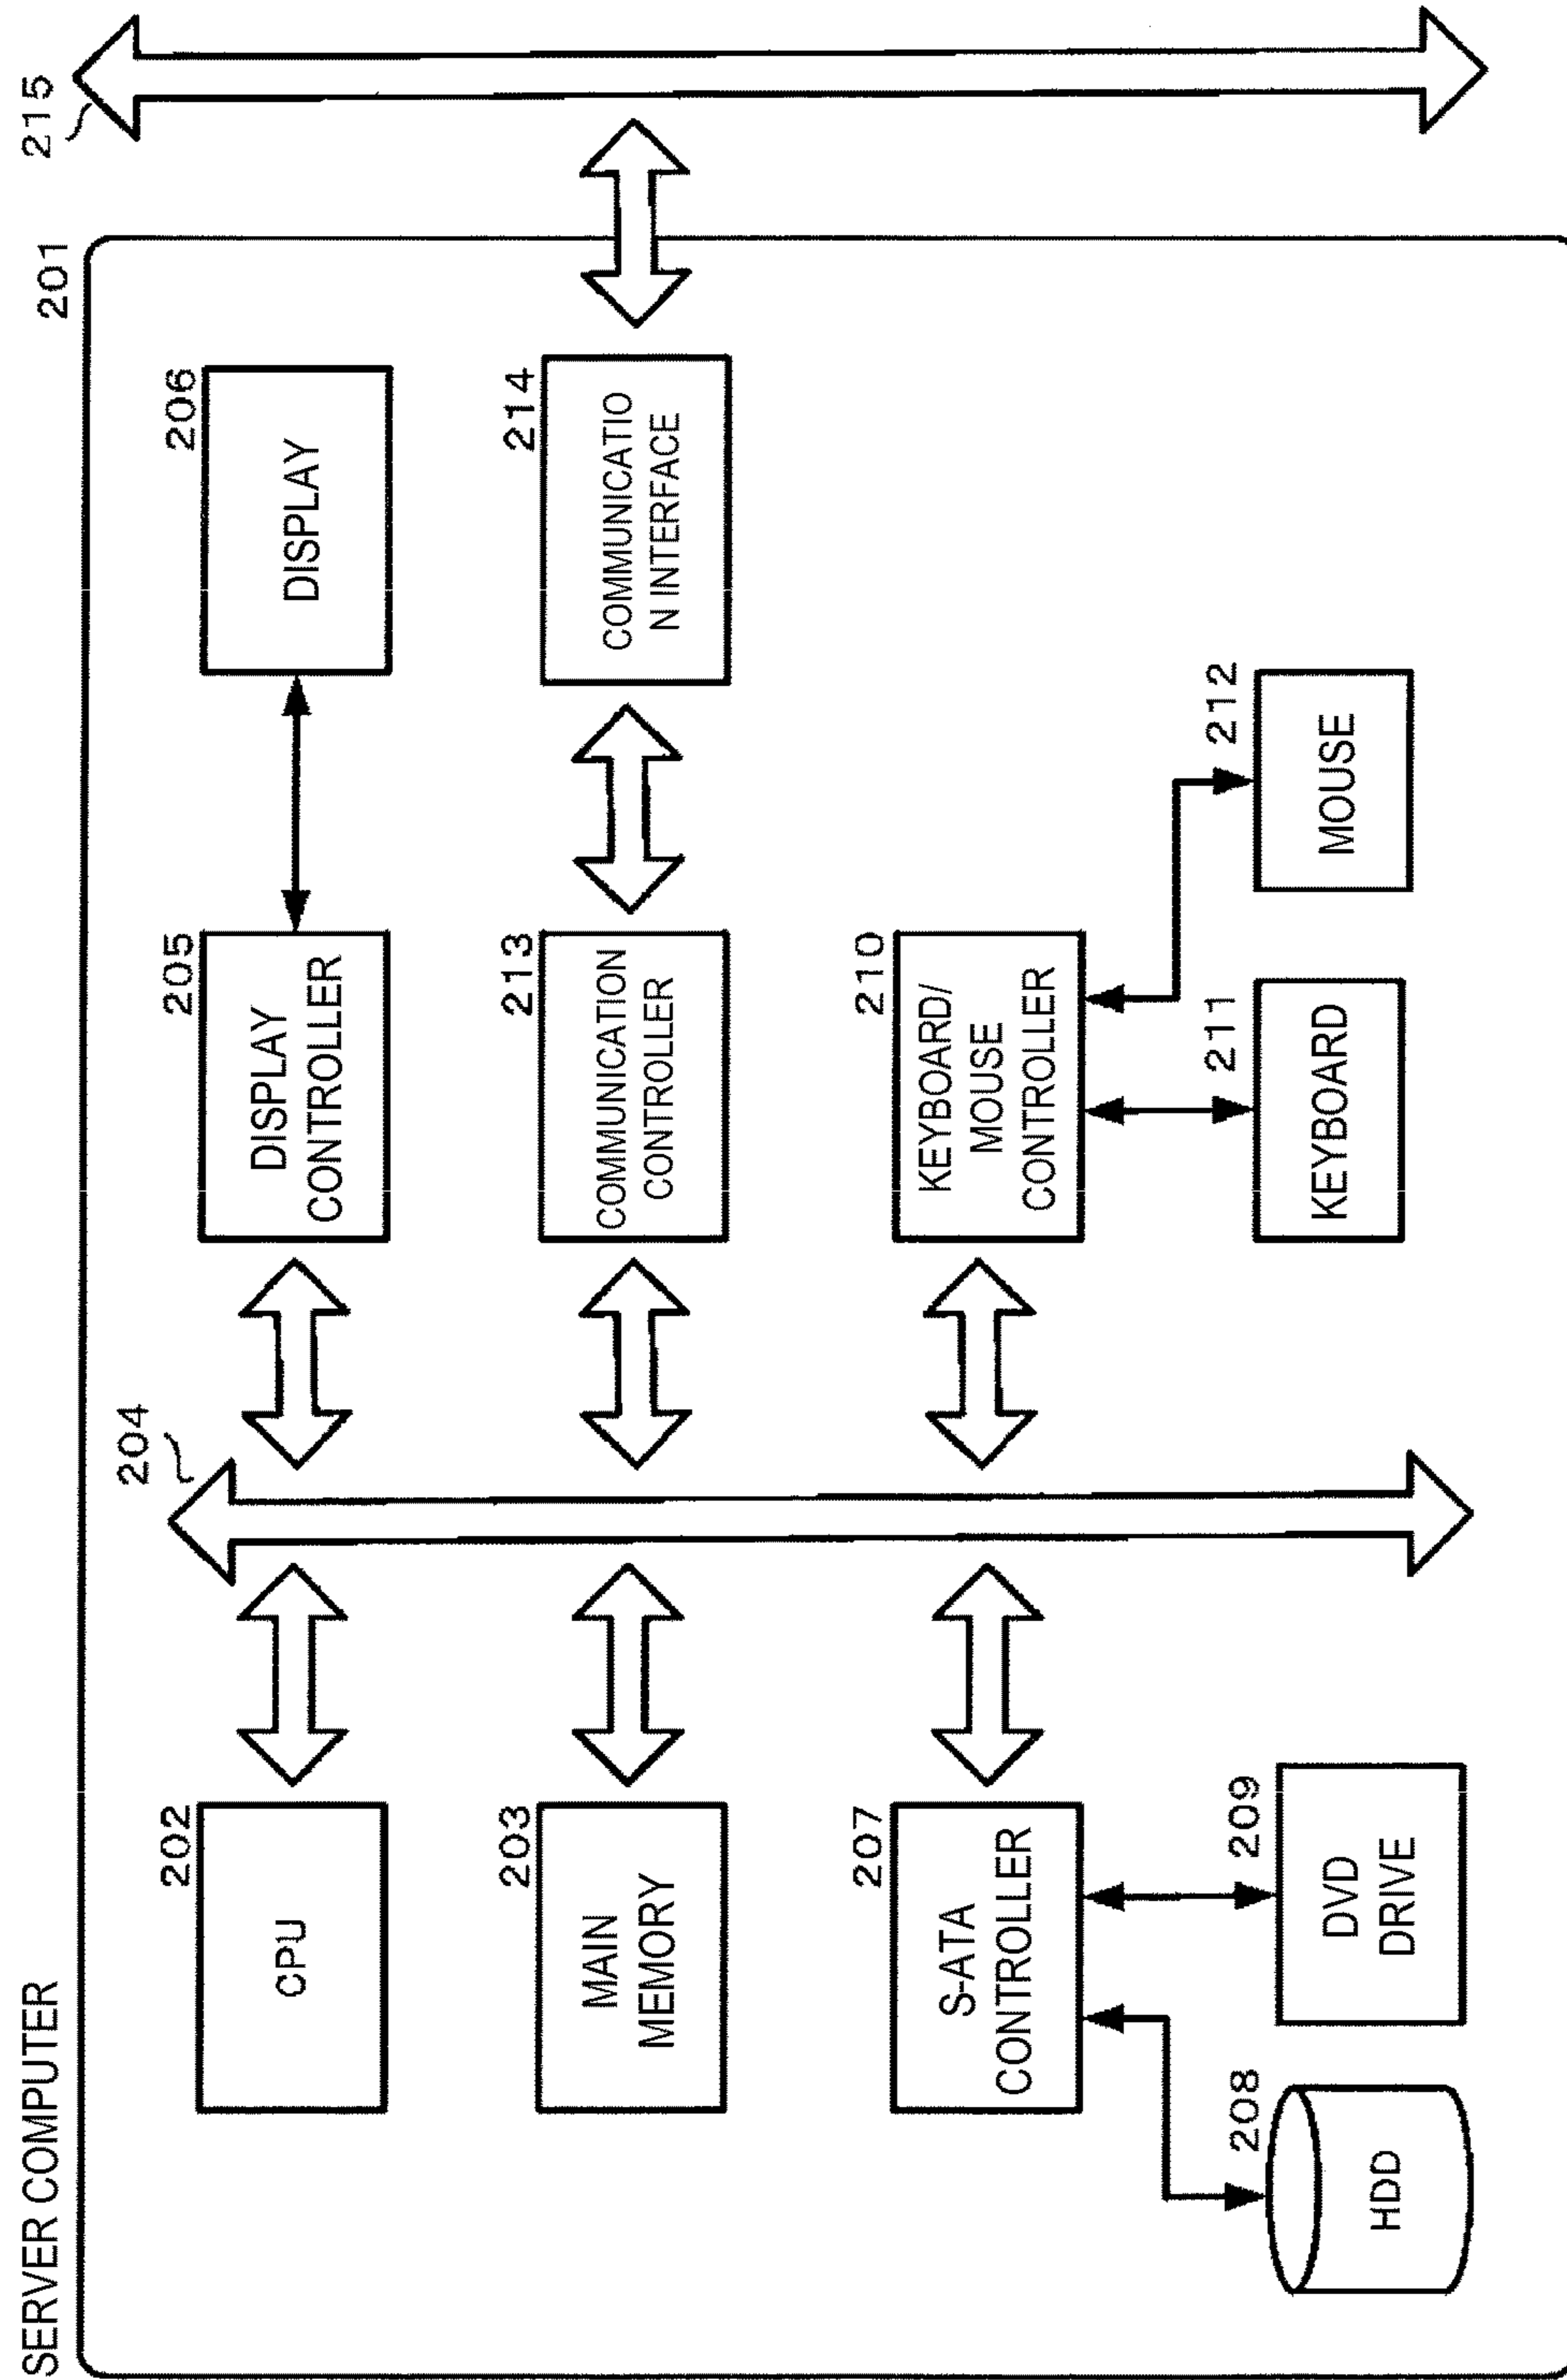 SERVER COMPUTER
201
215
202
CPU
204
205
DISPLAY
CONTROLLER
206
DISPLAY
203
MAIN
MEMORY
213
COMMUNICATION
CONTROLLER
214
COMMUNICATIO
N INTERFACE
207
S-ATA
CONTROLLER
210
KEYBOARD/
MOUSE
CONTROLLER
208
HDD
209
DVD
DRIVE
211
KEYBOARD
212
MOUSE